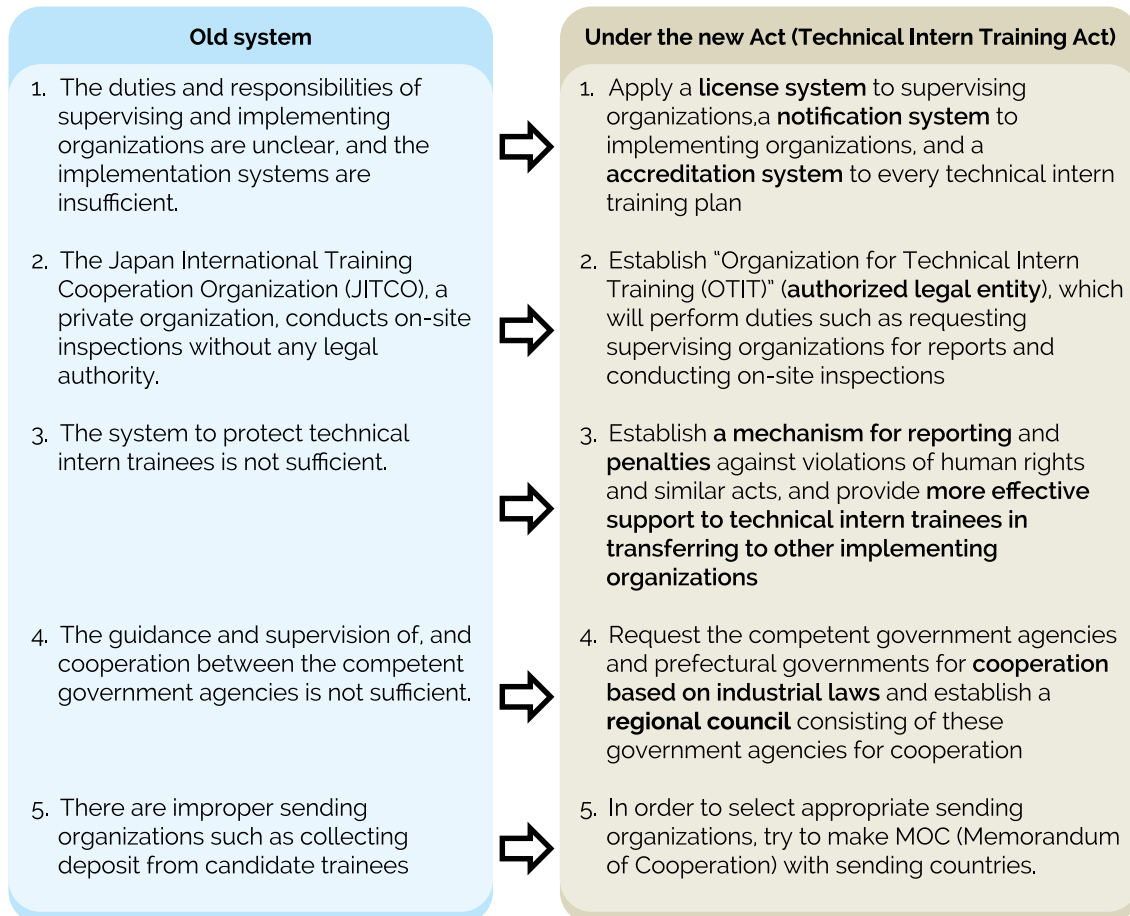 Old system
1. The duties and responsibilities of
supervising and implementing
organizations are unclear, and the
implementation systems are
insufficient.
2. The Japan International Training
Cooperation Organization (JITCO), a
private organization, conducts on-site
inspections without any legal
authority.
3. The system to protect technical
intern trainees is not sufficient.
4. The guidance and supervision of, and
cooperation between the competent
government agencies is not sufficient.
5. There are improper sending
organizations such as collecting
deposit from candidate trainees
Under the new Act (Technical Intern Training Act)
1. Apply a license system to supervising
organizations,a notification system to
implementing organizations, and a
accreditation system to every technical intern
training plan
2. Establish “Organization for Technical Intern
Training (OTIT)” (authorized legal entity), which
will perform duties such as requesting
supervising organizations for reports and
conducting on-site inspections
3. Establish a mechanism for reporting and
penalties against violations of human rights
and similar acts, and provide more effective
support to technical intern trainees in
transferring to other implementing
organizations
4. Request the competent government agencies
and prefectural governments for cooperation
based on industrial laws and establish a
regional council consisting of these
government agencies for cooperation
5. In order to select appropriate sending
organizations, try to make MOC (Memorandum
of Cooperation) with sending countries.